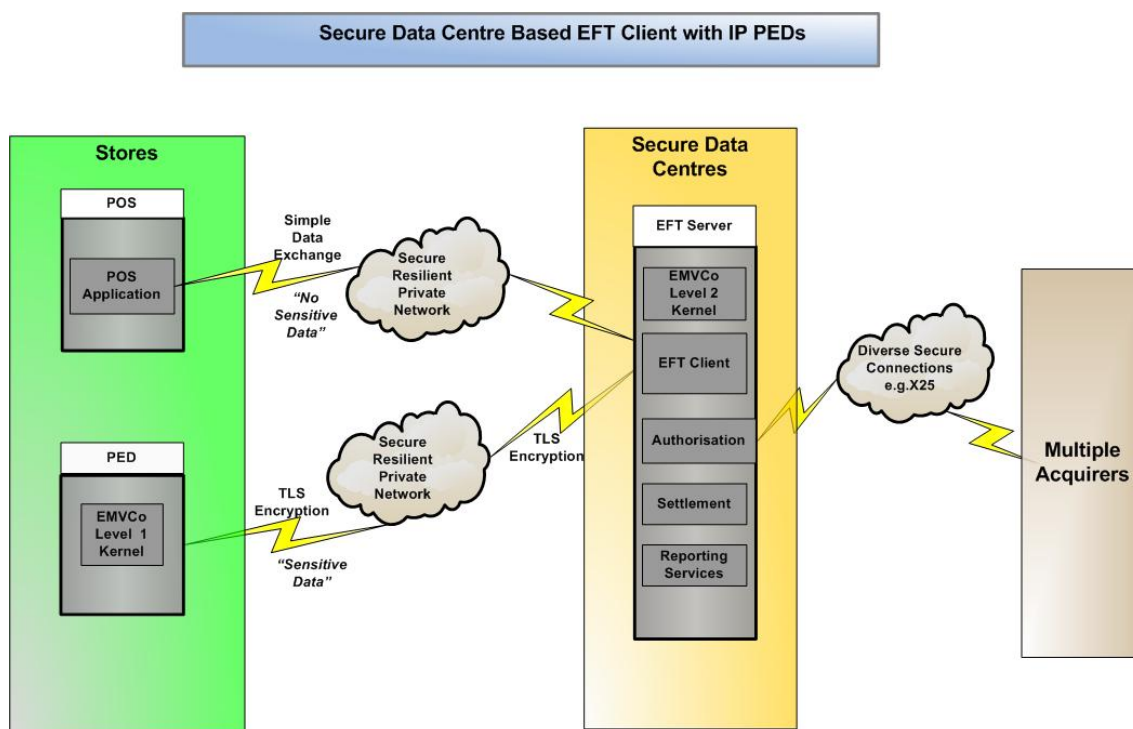 Secure Data Centre Based EFT Client with IP PEDs
Stores
POS
POS
Application
Simple
Data
Exchange
“No
Sensitive
Data”
Secure
Resilient
Private
Network
PED
EMVCo
Level 1
Kernel
TLS
Encryption
“Sensitive
Data”
Secure
Resilient
Private
Network
TLS
Encryption
Secure Data
Centres
EFT Server
EMVCo
Level 2
Kernel
EFT Client
Authorisation
Settlement
Reporting
Services
Diverse Secure
Connections
e.g.X25
Multiple
Acquirers